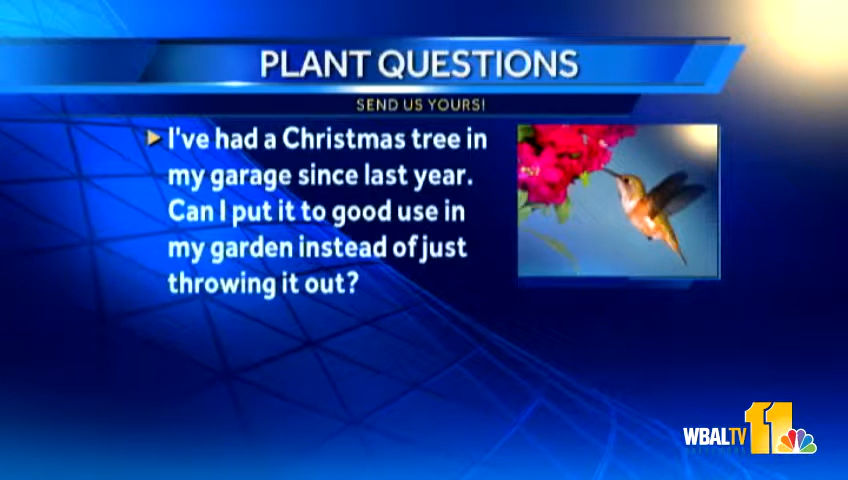 PLANT QUESTIONS
SEND US YOURS!
I've had a Christmas tree in
my garage since last year.
Can I put it to good use in
my garden instead of just
throwing it out?
WBALTV 11